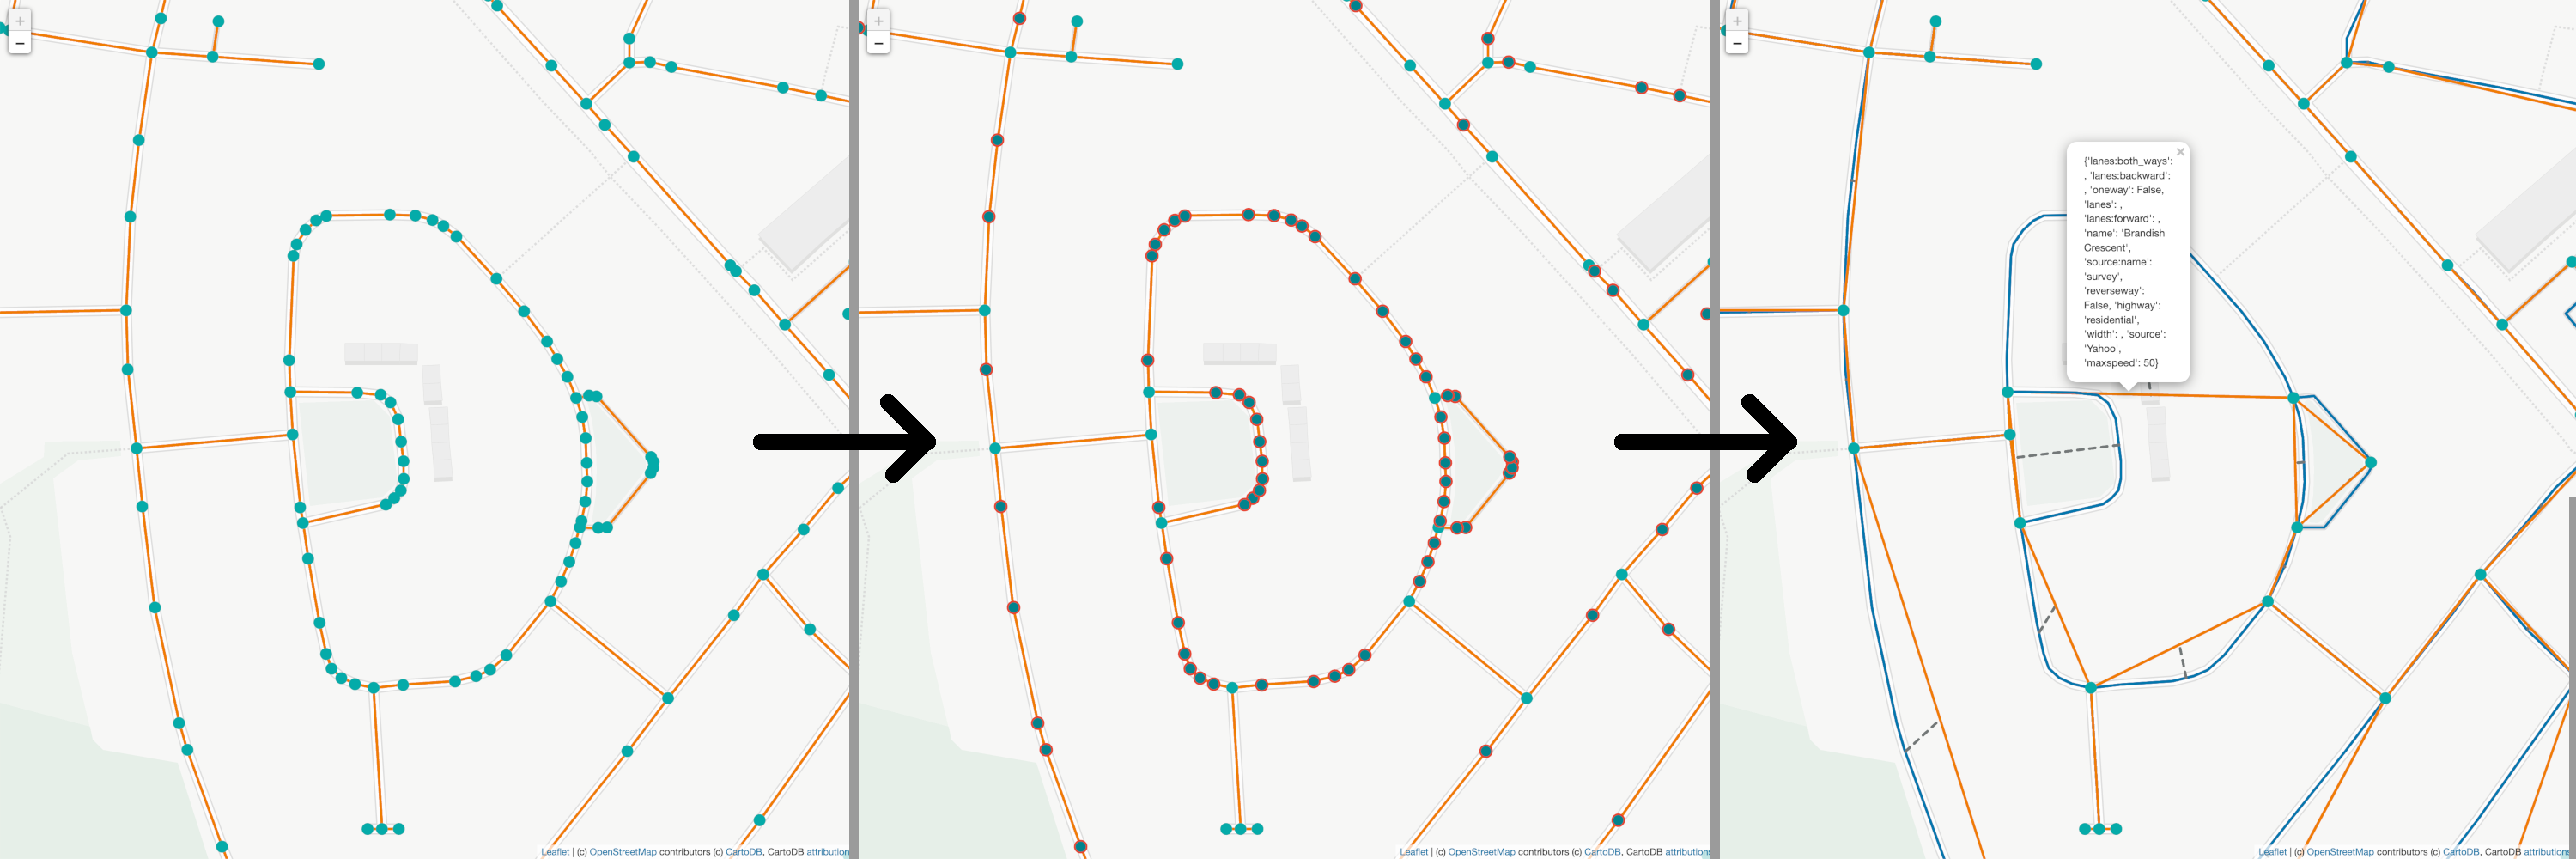 +
−
+
−
+
−
{'lanes:both_ways':
, 'lanes:backward':
, 'oneway': False,
'lanes': ,
'lanes:forward': ,
'name': 'Brandish
Crescent',
'source:name':
'survey',
'reverseway':
False, 'highway':
'residential',
'width': , 'source':
'Yahoo',
'maxspeed': 50}
×
Leaflet | (c) OpenStreetMap contributors (c) CartoDB, CartoDB attribution
Leaflet | (c) OpenStreetMap contributors (c) CartoDB, CartoDB attributions
Leaflet | (c) OpenStreetMap contributors (c) CartoDB, CartoDB attributions